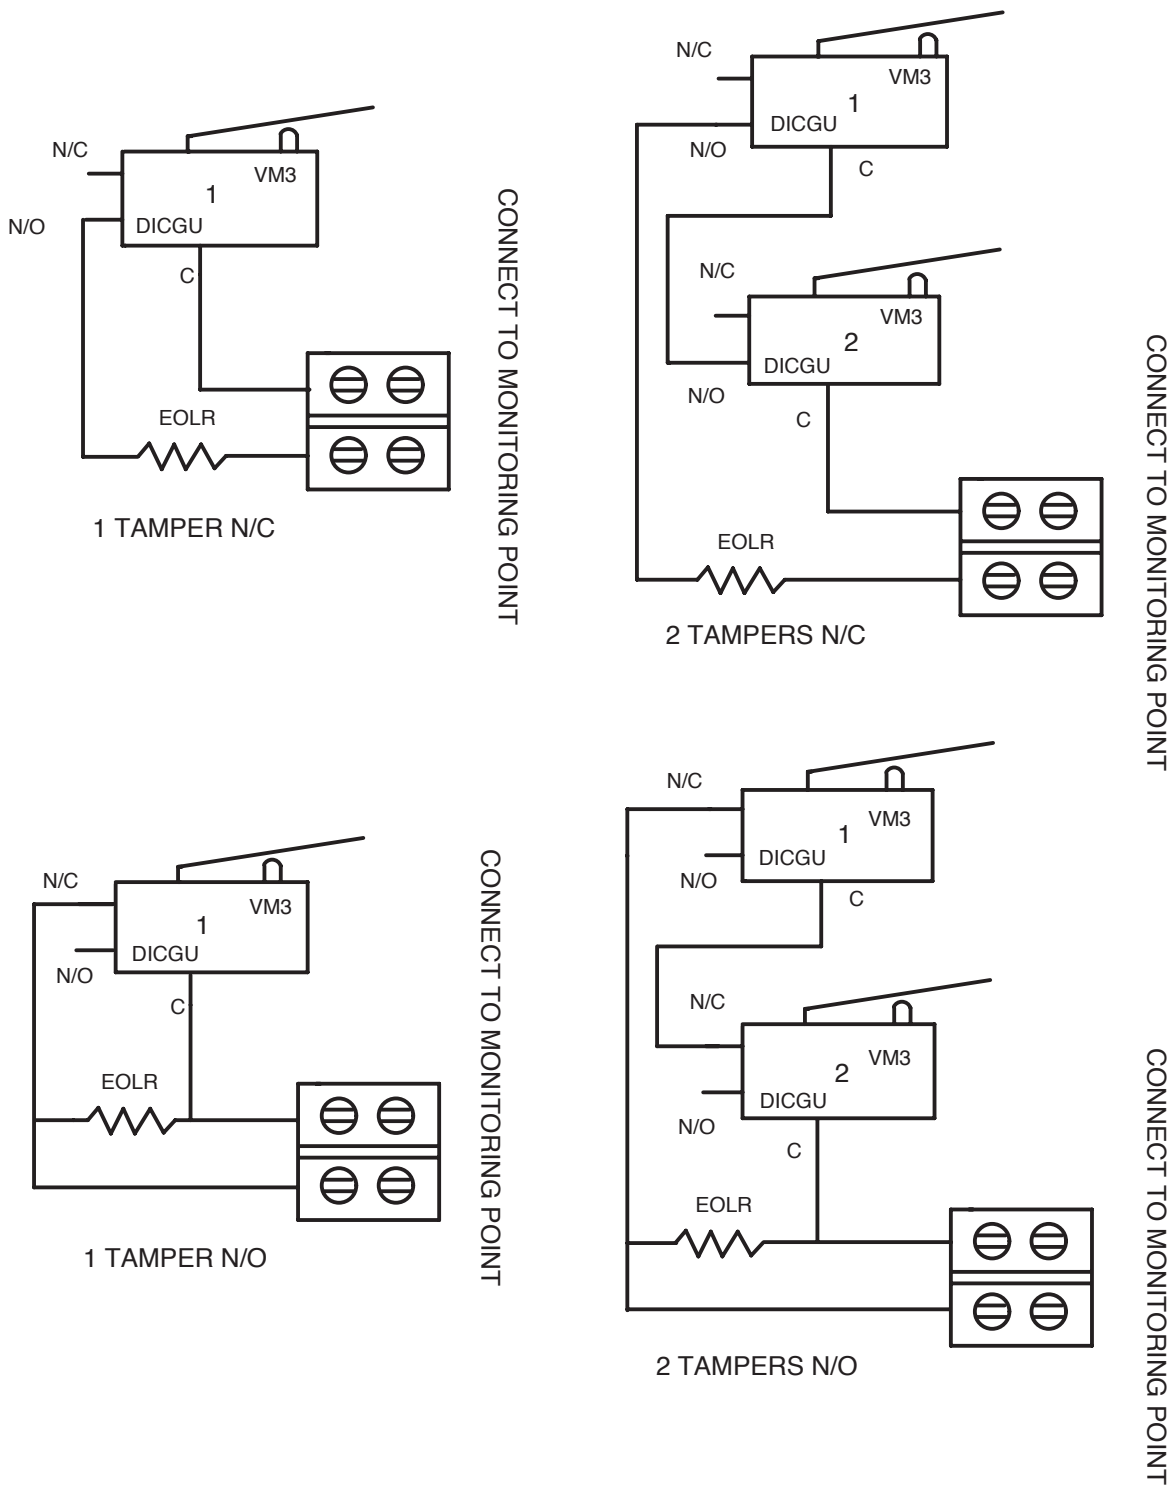 N/C
VM3
1
DICGU
N/O
C
EOLR
1 TAMPER N/C
CONNECT TO MONITORING POINT
N/C
VM3
1
DICGU
N/O
C
N/C
VM3
2
DICGU
N/O
C
EOLR
2 TAMPERS N/C
CONNECT TO MONITORING POINT
N/C
VM3
1
DICGU
N/O
C
EOLR
1 TAMPER N/O
CONNECT TO MONITORING POINT
N/C
VM3
1
DICGU
N/O
C
N/C
VM3
2
DICGU
N/O
C
EOLR
2 TAMPERS N/O
CONNECT TO MONITORING POINT